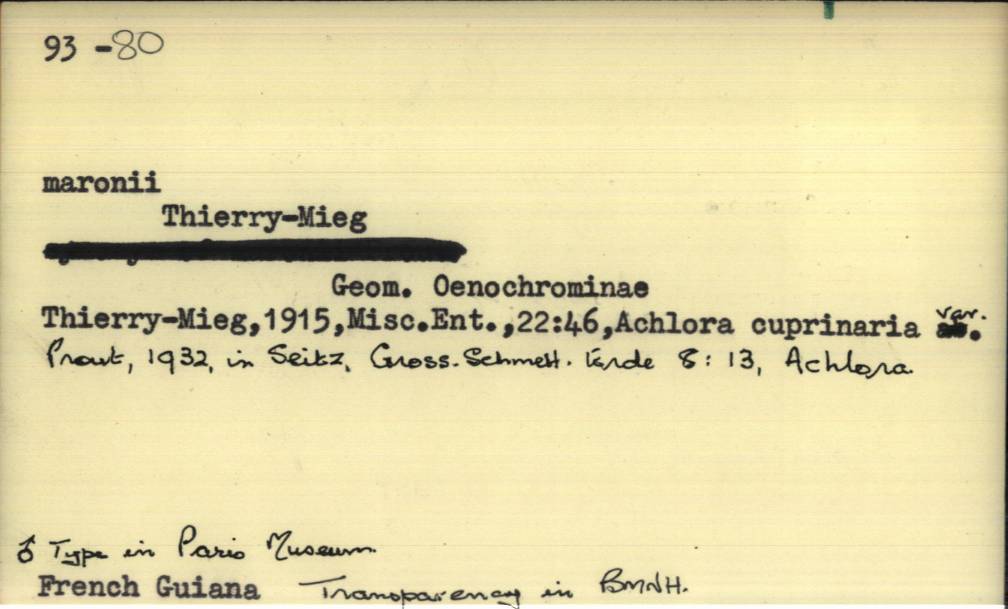 93 -80
maronii
Thierry-Mieg
Geom. Oenochrominae
Thierry-Mieg,1915,Misc.Ent.,22:46,Achlora cuprinaria var.
Prout, 1932, in Seitz, Gross. Schmett. Erde 8: 13, Achlora.
♂ Type in Paris Museum.
French Guiana Transparency in BMNH.